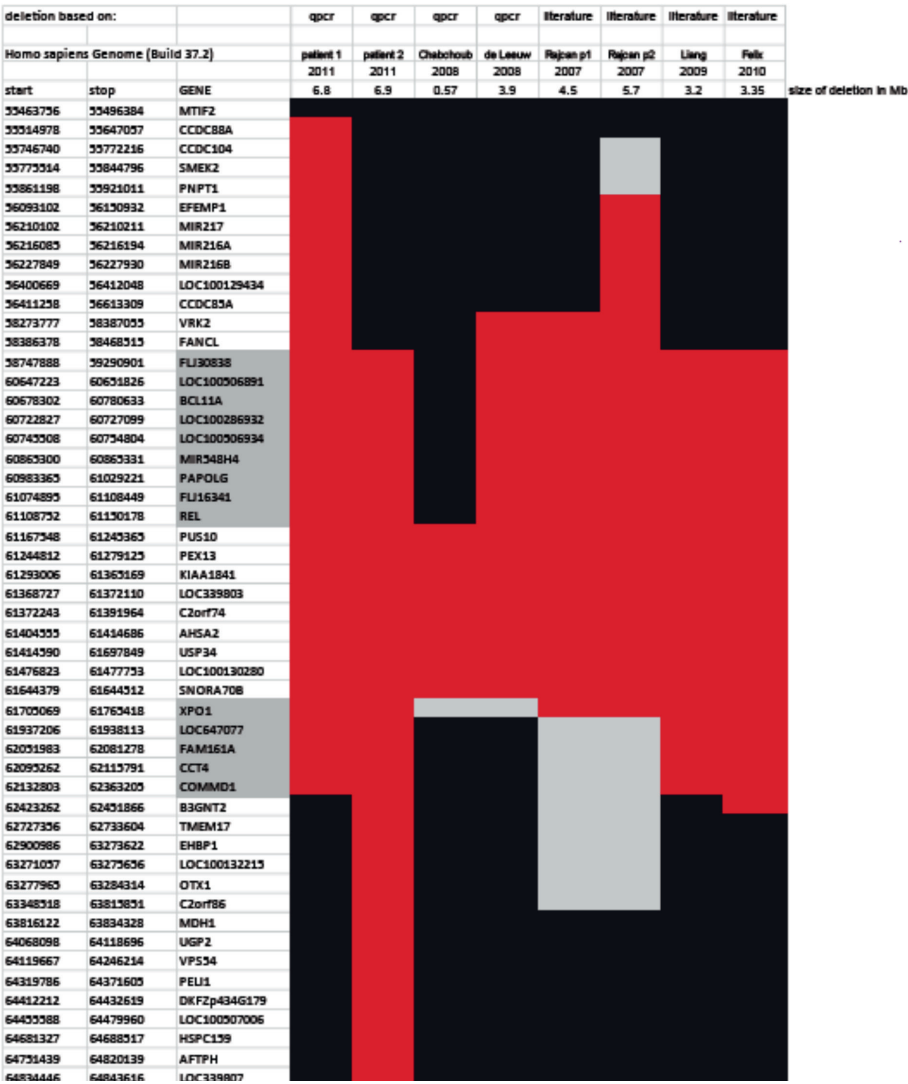 deletion based on: qpcr qpcr qpcr qpcr literature literature literature literature
Homo sapiens Genome (Build 37.2) patient 1 patient 2 Chabchoub de Leeuw Rajcan p1 Rajcan p2 Liang Felix
2011 2011 2008 2008 2007 2007 2009 2010
start stop GENE 6.8 6.9 0.57 3.9 4.5 5.7 3.2 3.35 size of deletion in Mb
55463756 55496384 MTIF2
55514978 55647057 CCDC88A
55746740 55772216 CCDC104
55775514 55844796 SMEK2
55861198 55921011 PNPT1
56093102 56150932 EFEMP1
56210102 56210211 MIR217
56216085 56216194 MIR216A
56227849 56227930 MIR216B
56400669 56412048 LOC100129434
56411258 56613309 CCDC85A
58273777 58387055 VRK2
58386378 58468515 FANCL
58747888 59290901 FLJ30838
60647223 60651826 LOC100506891
60678302 60780633 BCL11A
60722827 60727099 LOC100286932
60745508 60754804 LOC100506934
60865300 60865331 MIR548H4
60983365 61029221 PAPOLG
61074895 61108449 FLJ16341
61108752 61150178 REL
61167548 61245365 PUS10
61244812 61279125 PEX13
61293006 61365169 KIAA1841
61368727 61372110 LOC339803
61372243 61391964 C2orf74
61404555 61414686 AHSA2
61414590 61697849 USP34
61476823 61477753 LOC100130280
61644379 61644512 SNORA70B
61705069 61765418 XPO1
61937206 61938113 LOC647077
62051983 62081278 FAM161A
62095262 62115791 CCT4
62132803 62363205 COMMD1
62423262 62451866 B3GNT2
62727356 62733604 TMEM17
62900986 63273622 EHBP1
63271057 63275656 LOC100132215
63277965 63284314 OTX1
63348518 63815851 C2orf86
63816122 63834328 MDH1
64068098 64118696 UGP2
64119667 64246214 VPS54
64319786 64371605 PELI1
64412212 64432619 DKFZp434G179
64455588 64479960 LOC100507006
64681327 64688517 HSPC159
64751439 64820139 AFTPH
64834446 64843616 LOC339807